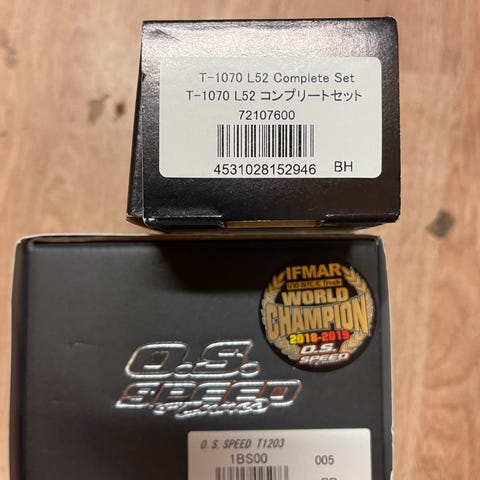 T-1070 L52 Complete Set
T-1070 L52 コンプリートセット
72107600
4531028152946 BH
IFMAR
WORLD
CHAMPION
2018-2019
O.S.
SPEED
O.S.
SPEED
O.S. SPEED T1203
1BS00 005